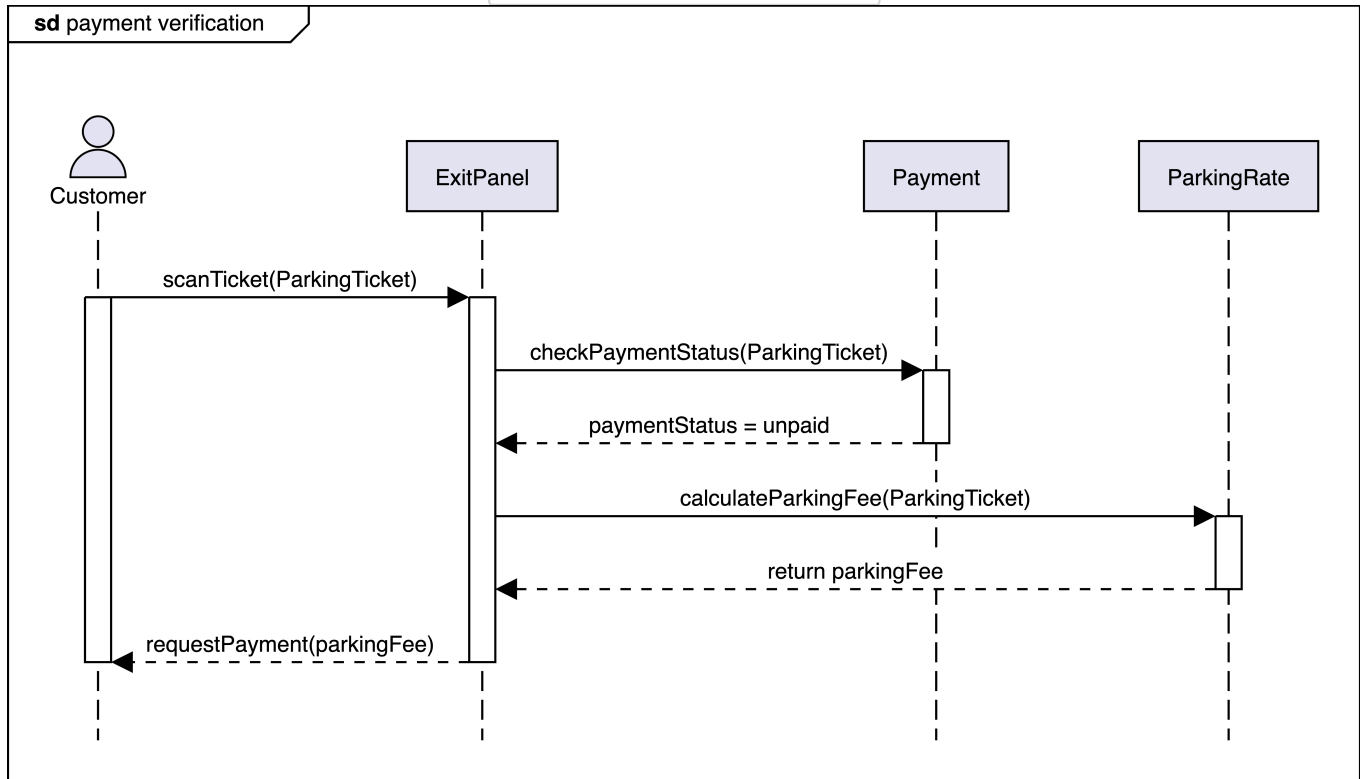 sd payment verification
Customer
ExitPanel
Payment
ParkingRate
scanTicket(ParkingTicket)
checkPaymentStatus(ParkingTicket)
paymentStatus = unpaid
calculateParkingFee(ParkingTicket)
return parkingFee
requestPayment(parkingFee)